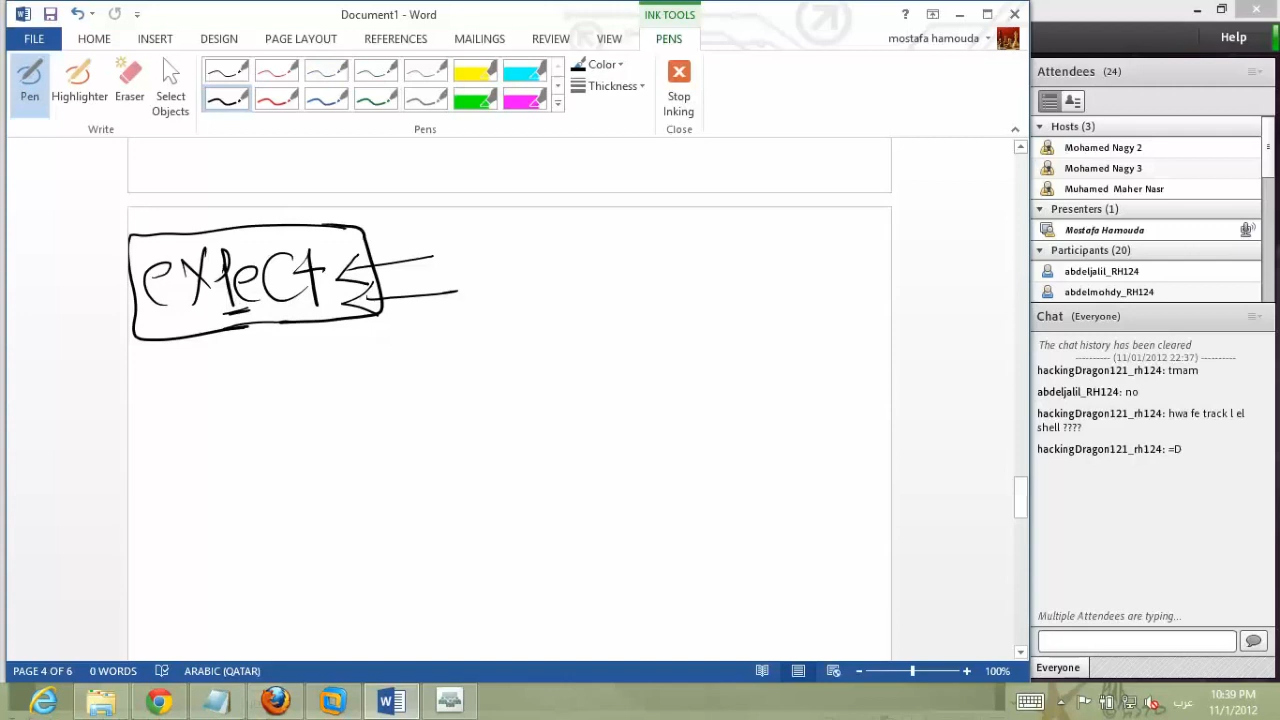 Document1 - Word
INK TOOLS
Help
FILE
HOME
INSERT
DESIGN
PAGE LAYOUT
REFERENCES
MAILINGS
REVIEW
VIEW
PENS
mostafa hamouda
Pen
Highlighter
Eraser
Select
Objects
Color
Thickness
Stop
Inking
Write
Pens
Close
expect
PAGE 4 OF 6
0 WORDS
ARABIC (QATAR)
100%
Attendees (24)
Hosts (3)
Mohamed Nagy 2
Mohamed Nagy 3
Muhamed Maher Nasr
Presenters (1)
Mostafa Hamouda
Participants (20)
abdeljalil_RH124
abdelmohdy_RH124
Chat (Everyone)
The chat history has been cleared
---------- (11/01/2012 22:37) ----------
hackingDragon121_rh124: tmam
abdeljalil_RH124: no
hackingDragon121_rh124: hwa fe track l el
shell ????
hackingDragon121_rh124: =D
Multiple Attendees are typing...
Everyone
عرب
10:39 PM
11/1/2012